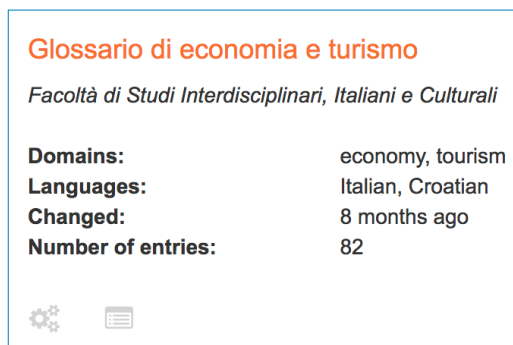 Glossario di economia e turismo
Facoltà di Studi Interdisciplinari, Italiani e Culturali
Domains: economy, tourism
Languages: Italian, Croatian
Changed: 8 months ago
Number of entries: 82